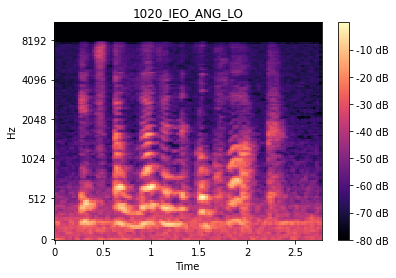 1020_IEO_ANG_LO
8192
4096
2048
1024
512
0
Hz
0
0.5
1
1.5
2
2.5
Time
-10 dB
-20 dB
-30 dB
-40 dB
-50 dB
-60 dB
-70 dB
-80 dB